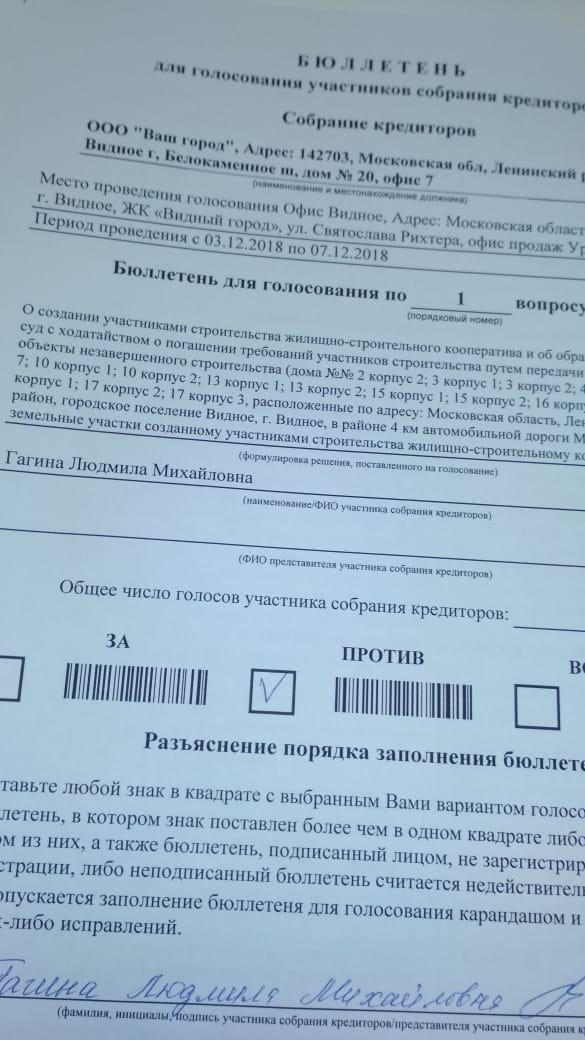 БЮЛЛЕТЕНЬ
для голосования участников собрания кредиторо
Собрание кредиторов
ООО "Ваш город", Адрес: 142703, Московская обл, Ленинский р
Видное г, Белокаменное ш, дом № 20, офис 7
(наименование и местонахождение должника)
Место проведения голосования Офис Видное, Адрес: Московская област
г. Видное, ЖК «Видный город», ул. Святослава Рихтера, офис продаж Ур
Период проведения с 03.12.2018 по 07.12.2018
Бюллетень для голосования по 1 вопросу
(порядковый номер)
О создании участниками строительства жилищно-строительного кооператива и об обра
суд с ходатайством о погашении требований участников строительства путем передачи
объекты незавершенного строительства (дома №№ 2 корпус 2; 3 корпус 1; 3 корпус 2; 4
7; 10 корпус 1; 10 корпус 2; 13 корпус 1; 13 корпус 2; 15 корпус 1; 15 корпус 2; 16 корпу
корпус 1; 17 корпус 2; 17 корпус 3, расположенные по адресу: Московская область, Лен
район, городское поселение Видное, г. Видное, в районе 4 км автомобильной дороги М
земельные участки созданному участниками строительства жилищно-строительному ко
(формулировка решения, поставленного на голосование)
Гагина Людмила Михайловна
(наименование/ФИО участника собрания кредиторов)
(ФИО представителя участника собрания кредиторов)
Общее число голосов участника собрания кредиторов:
ЗА ПРОТИВ ВО
Разъяснение порядка заполнения бюллете
тавьте любой знак в квадрате с выбранным Вами вариантом голосо
летень, в котором знак поставлен более чем в одном квадрате либо
ом из них, а также бюллетень, подписанный лицом, не зарегистрир
страции, либо неподписанный бюллетень считается недействитель
опускается заполнение бюллетеня для голосования карандашом и
х-либо исправлений.
Гагина Людмила Михайловна
(фамилия, инициалы, подпись участника собрания кредиторов/представителя участника собрания к